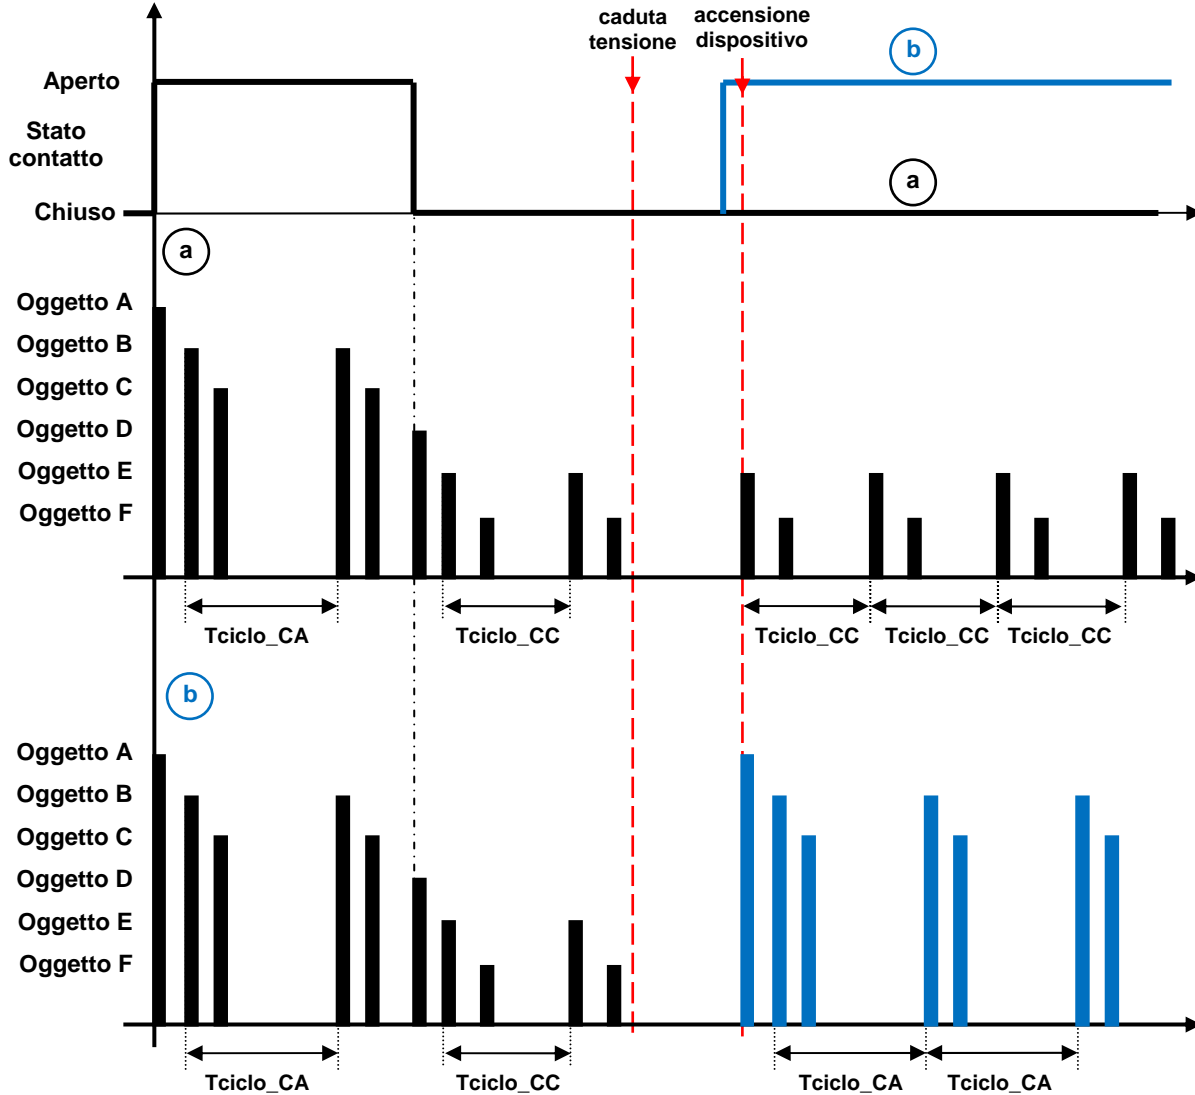 caduta
tensione
accensione
dispositivo
b
Aperto
Stato
contatto
a
Chiuso
a
Oggetto A
Oggetto B
Oggetto C
Oggetto D
Oggetto E
Oggetto F
Tciclo_CA
Tciclo_CC
Tciclo_CC
Tciclo_CC
Tciclo_CC
b
Oggetto A
Oggetto B
Oggetto C
Oggetto D
Oggetto E
Oggetto F
Tciclo_CA
Tciclo_CC
Tciclo_CA
Tciclo_CA